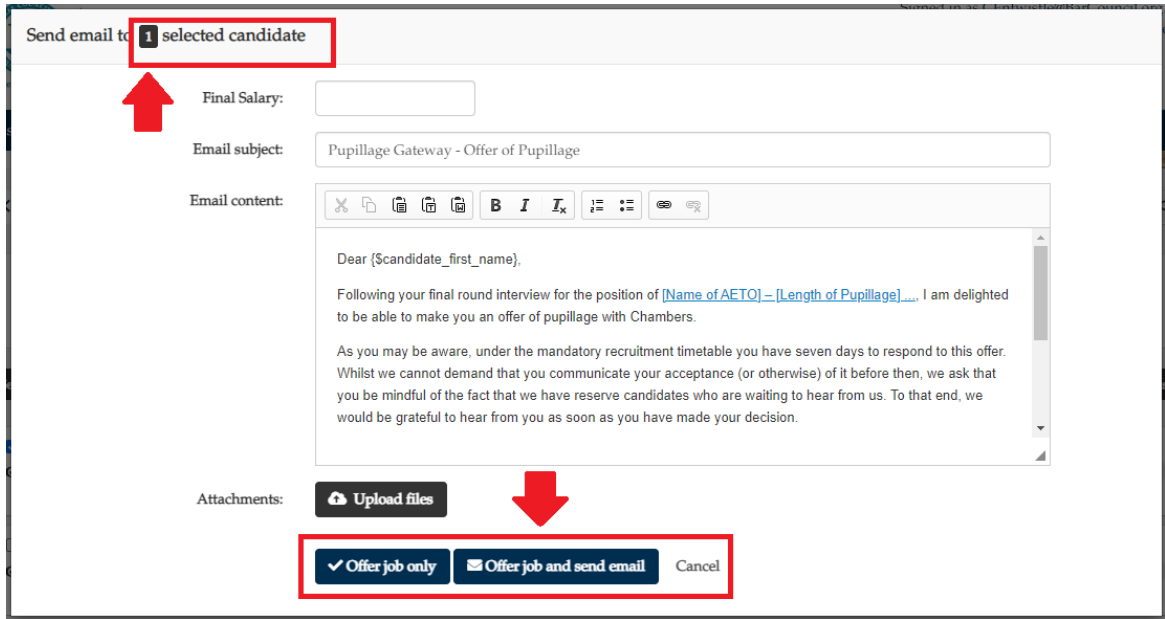 Signed in as CEntwistle@BarCouncil.org
Send email to 1 selected candidate
Final Salary:
Email subject: Pupillage Gateway - Offer of Pupillage
Email content:
Dear {$candidate_first_name},
Following your final round interview for the position of [Name of AETO] – [Length of Pupillage] ..., I am delighted
to be able to make you an offer of pupillage with Chambers.
As you may be aware, under the mandatory recruitment timetable you have seven days to respond to this offer.
Whilst we cannot demand that you communicate your acceptance (or otherwise) of it before then, we ask that
you be mindful of the fact that we have reserve candidates who are waiting to hear from us. To that end, we
would be grateful to hear from you as soon as you have made your decision.
Attachments: Upload files
Offer job only Offer job and send email Cancel